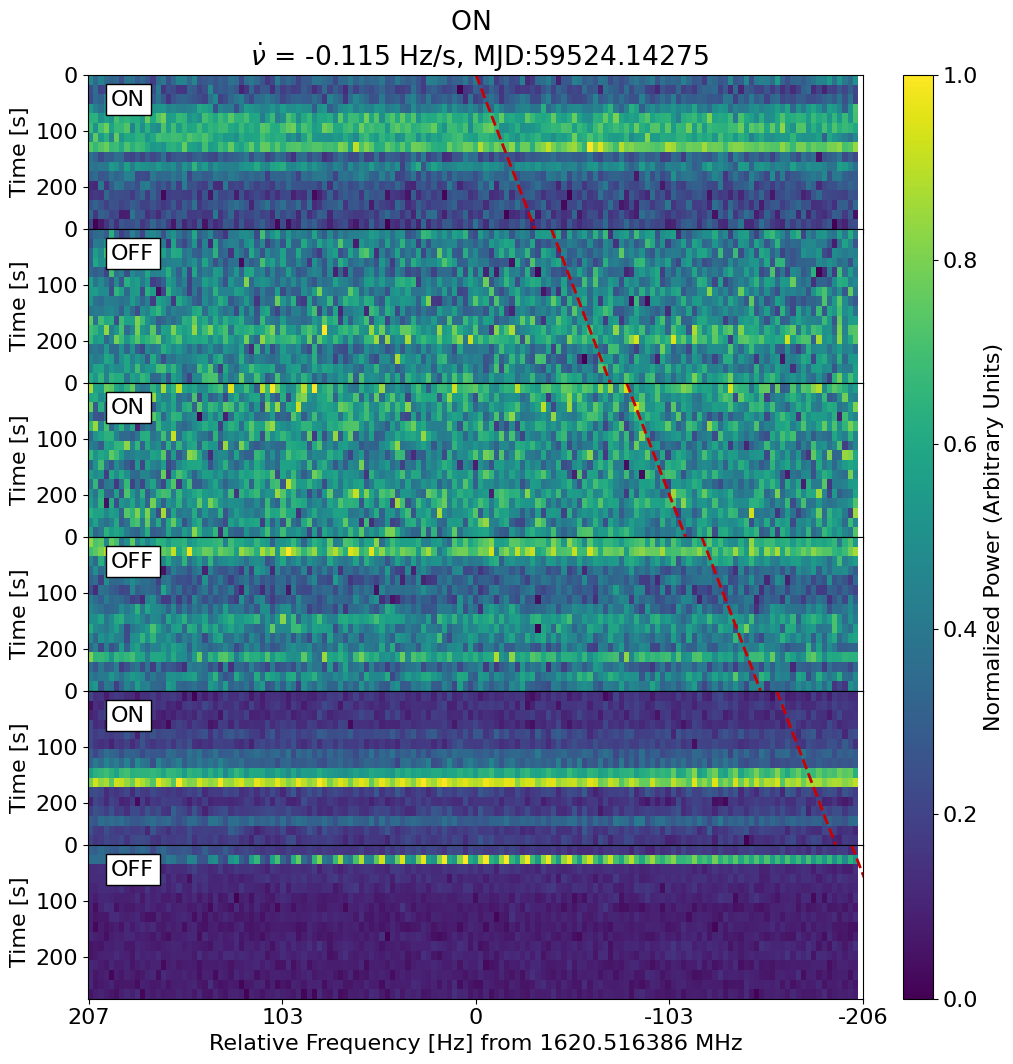 ON
ν̇ = -0.115 Hz/s, MJD:59524.14275
0
ON
100
200
Time [s]
0
OFF
100
200
Time [s]
0
ON
100
200
Time [s]
0
OFF
100
200
Time [s]
0
ON
100
200
Time [s]
0
OFF
100
200
Time [s]
207
103
0
-103
-206
Relative Frequency [Hz] from 1620.516386 MHz
1.0
0.8
0.6
0.4
0.2
0.0
Normalized Power (Arbitrary Units)